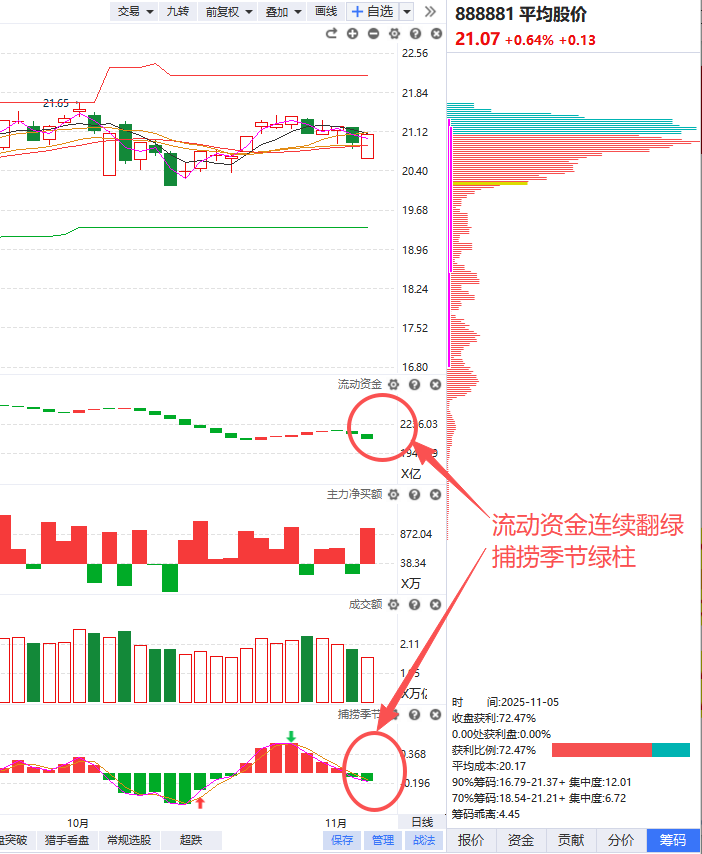 交易 九转 前复权 叠加 画线 + 自选
888881 平均股价
21.07 +0.64% +0.13
22.56
21.84
21.65
21.12
20.40
19.68
18.96
18.24
17.52
16.80
流动资金
X亿
主力净买额
872.04
38.34
X万
成交额
2.11
X万亿
捕捞季节
0.368
-0.196
流动资金连续翻绿
捕捞季节绿柱
时 间:2025-11-05
收盘获利:72.47%
0.00处获利盘:0.00%
获利比例:72.47%
平均成本:20.17
90%筹码:16.79-21.37+ 集中度:12.01
70%筹码:18.54-21.21+ 集中度:6.72
筹码乖离:4.45
10月 11月 日线
盘突破 猎手看盘 常规选股 超跌 保存 管理 战法
报价 资金 贡献 分价 筹码